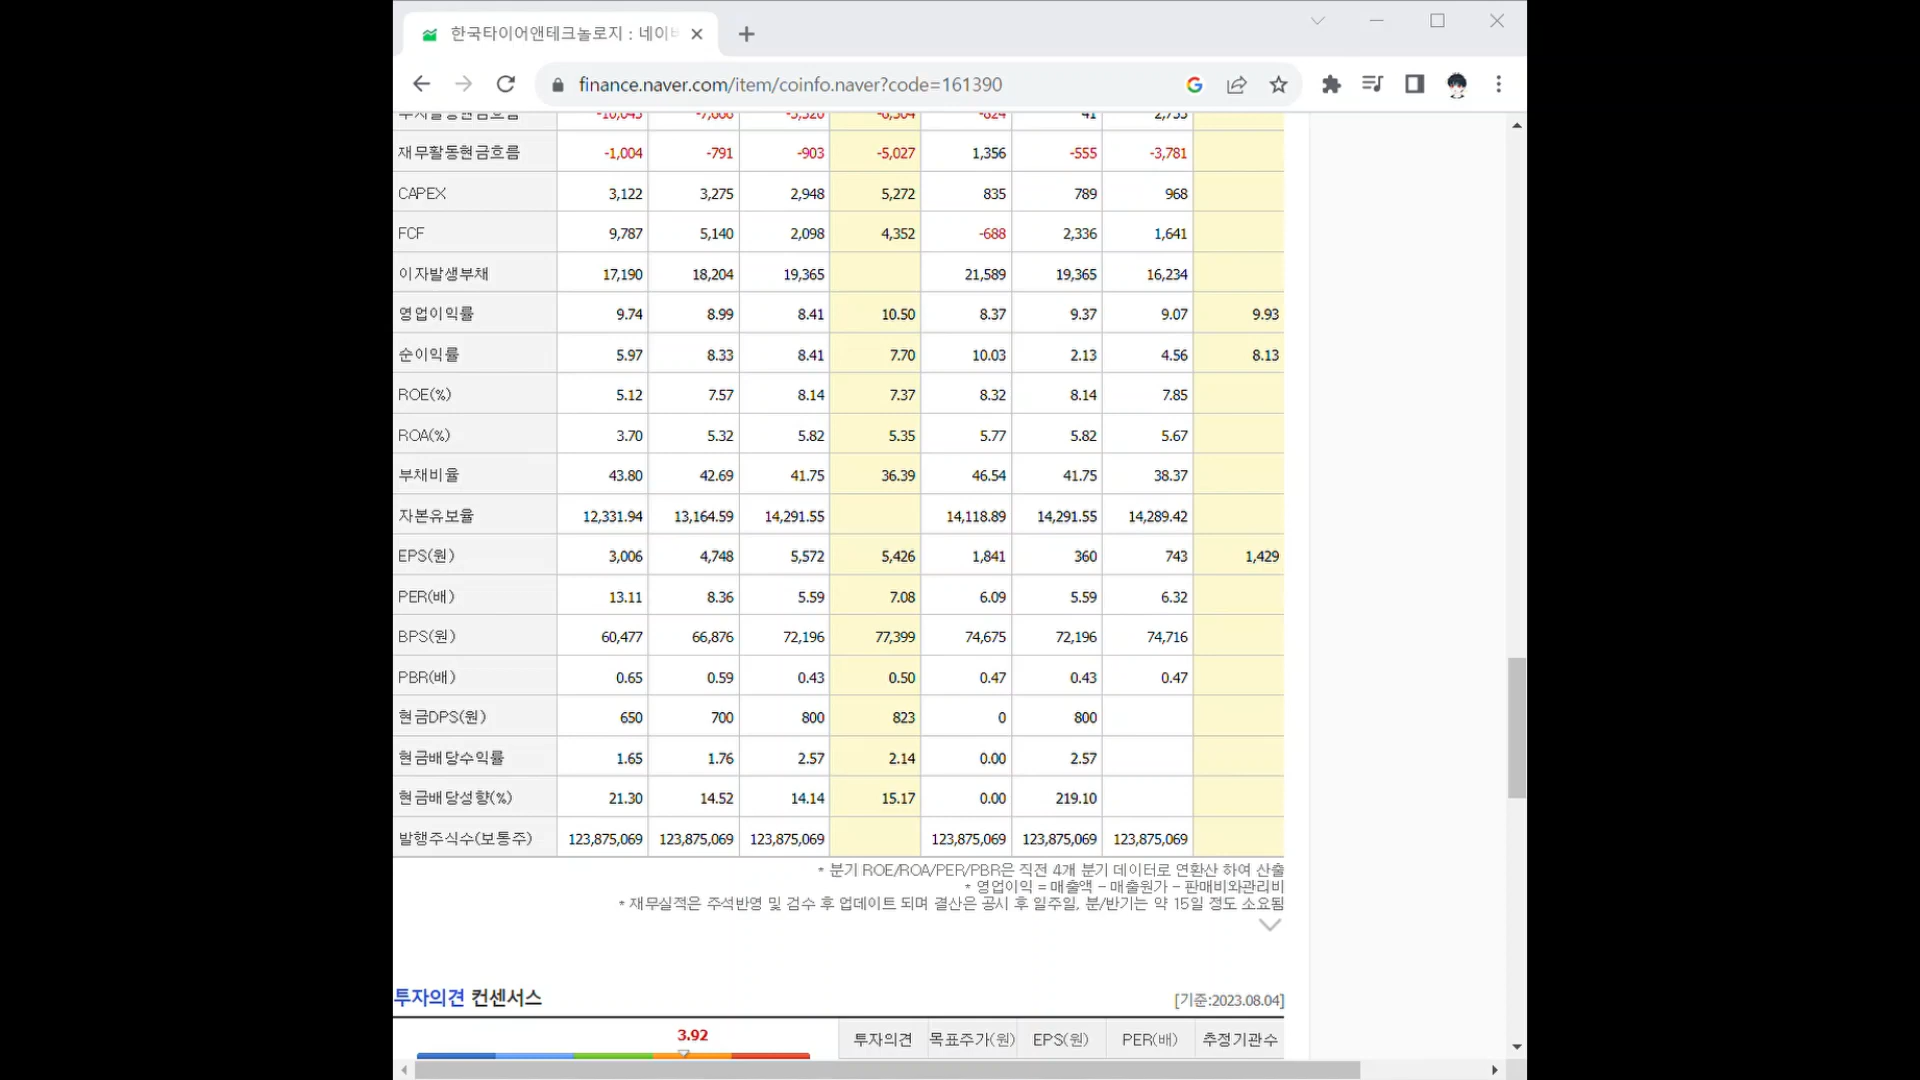 한국타이어앤테크놀로지 : 네이버
finance.naver.com/item/coinfo.naver?code=161390
투자활동현금흐름 -10,045 -7,688 -3,520 -6,504 -824 41 2,755
재무활동현금흐름 -1,004 -791 -903 -5,027 1,356 -555 -3,781
CAPEX 3,122 3,275 2,948 5,272 835 789 968
FCF 9,787 5,140 2,098 4,352 -688 2,336 1,641
이자발생부채 17,190 18,204 19,365 21,589 19,365 16,234
영업이익률 9.74 8.99 8.41 10.50 8.37 9.37 9.07 9.93
순이익률 5.97 8.33 8.41 7.70 10.03 2.13 4.56 8.13
ROE(%) 5.12 7.57 8.14 7.37 8.32 8.14 7.85
ROA(%) 3.70 5.32 5.82 5.35 5.77 5.82 5.67
부채비율 43.80 42.69 41.75 36.39 46.54 41.75 38.37
자본유보율 12,331.94 13,164.59 14,291.55 14,118.89 14,291.55 14,289.42
EPS(원) 3,006 4,748 5,572 5,426 1,841 360 743 1,429
PER(배) 13.11 8.36 5.59 7.08 6.09 5.59 6.32
BPS(원) 60,477 66,876 72,196 77,399 74,675 72,196 74,716
PBR(배) 0.65 0.59 0.43 0.50 0.47 0.43 0.47
현금DPS(원) 650 700 800 823 0 800
현금배당수익률 1.65 1.76 2.57 2.14 0.00 2.57
현금배당성향(%) 21.30 14.52 14.14 15.17 0.00 219.10
발행주식수(보통주) 123,875,069 123,875,069 123,875,069 123,875,069 123,875,069 123,875,069
* 분기 ROE/ROA/PER/PBR은 직전 4개 분기 데이터로 연환산 하여 산출
* 영업이익 = 매출액 - 매출원가 - 판매비와관리비
* 재무실적은 주석반영 및 검수 후 업데이트 되며 결산은 공시 후 일주일, 분/반기는 약 15일 정도 소요됨
투자의견 컨센서스 [기준:2023.08.04]
3.92
투자의견 목표주가(원) EPS(원) PER(배) 추정기관수